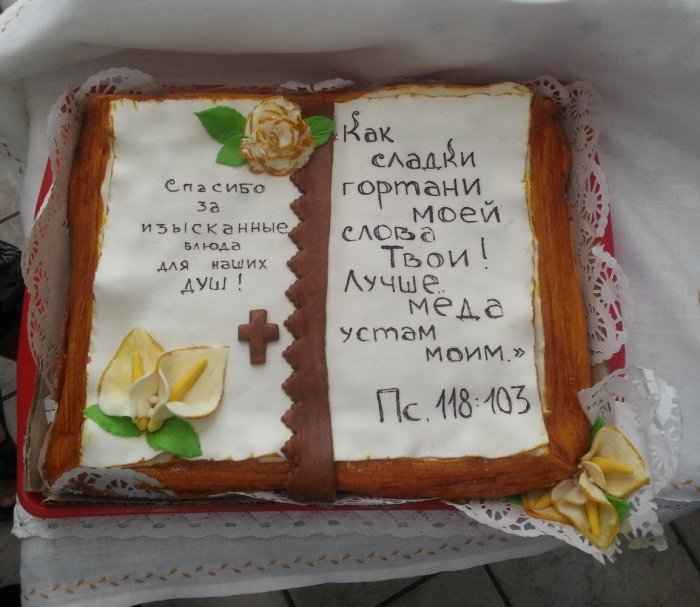 Спасибо
за
изысканные
блюда
для наших
душ!
«Как
сладки
гортани
моей
слова
Твои!
Лучше
мёда
устам
моим.»
Пс. 118:103